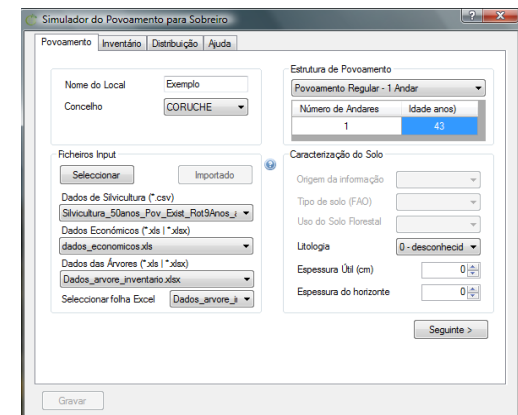 Simulador do Povoamento para Sobreiro
Povoamento Inventário Distribuição Ajuda
Nome do Local Exemplo
Concelho CORUCHE
Estrutura de Povoamento
Povoamento Regular - 1 Andar
Número de Andares Idade anos)
1 43
Ficheiros Input
Seleccionar Importado
Dados de Silvicultura (*.csv)
Silvicultura_50anos_Pov_Exist_Rot9Anos_
Dados Económicos (*.xls | *.xlsx)
dados_economicos.xls
Dados das Árvores (*.xls | *.xlsx)
Dados_arvore_inventario.xlsx
Seleccionar folha Excel Dados_arvore_i
Caracterização do Solo
Origem da informação
Tipo de solo (FAO)
Uso do Solo Florestal
Litologia 0 - desconhecid
Espessura Útil (cm) 0
Espessura do horizonte 0
Seguinte >
Gravar